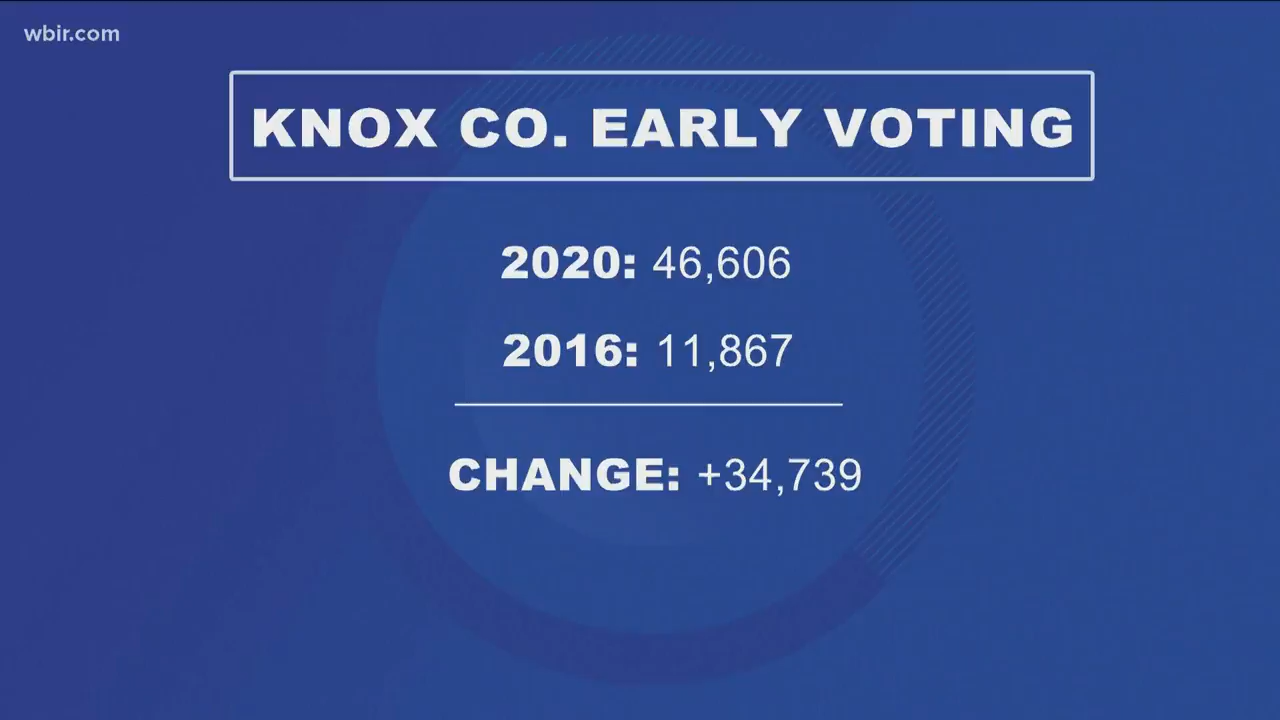 wbir.com
KNOX CO. EARLY VOTING
2020: 46,606
2016: 11,867
CHANGE: +34,739